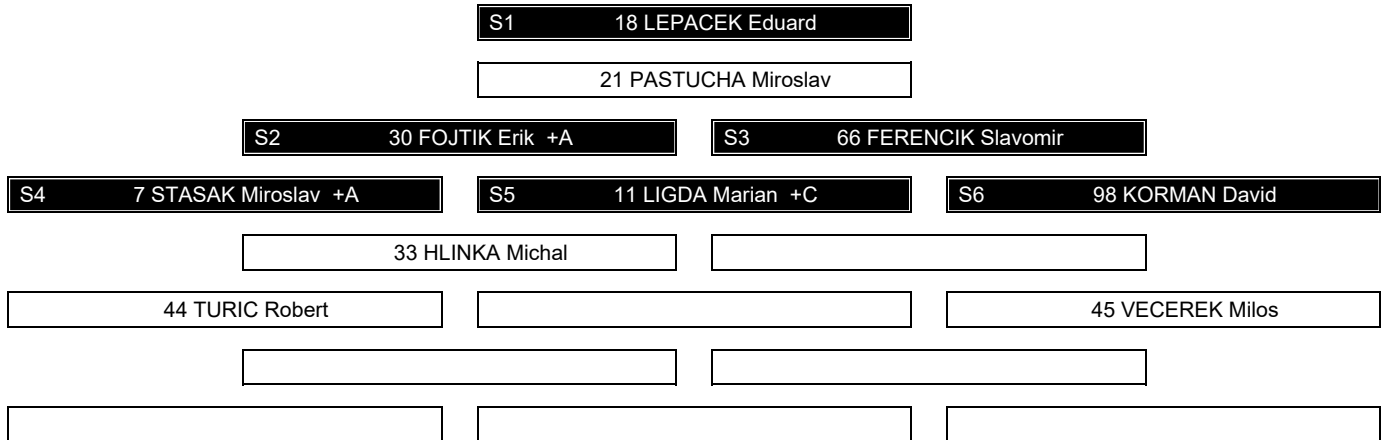 S1 18 LEPACEK Eduard
21 PASTUCHA Miroslav
S2 30 FOJTIK Erik +A S3 66 FERENCIK Slavomir
S4 7 STASAK Miroslav +A S5 11 LIGDA Marian +C S6 98 KORMAN David
33 HLINKA Michal
44 TURIC Robert 45 VECEREK Milos